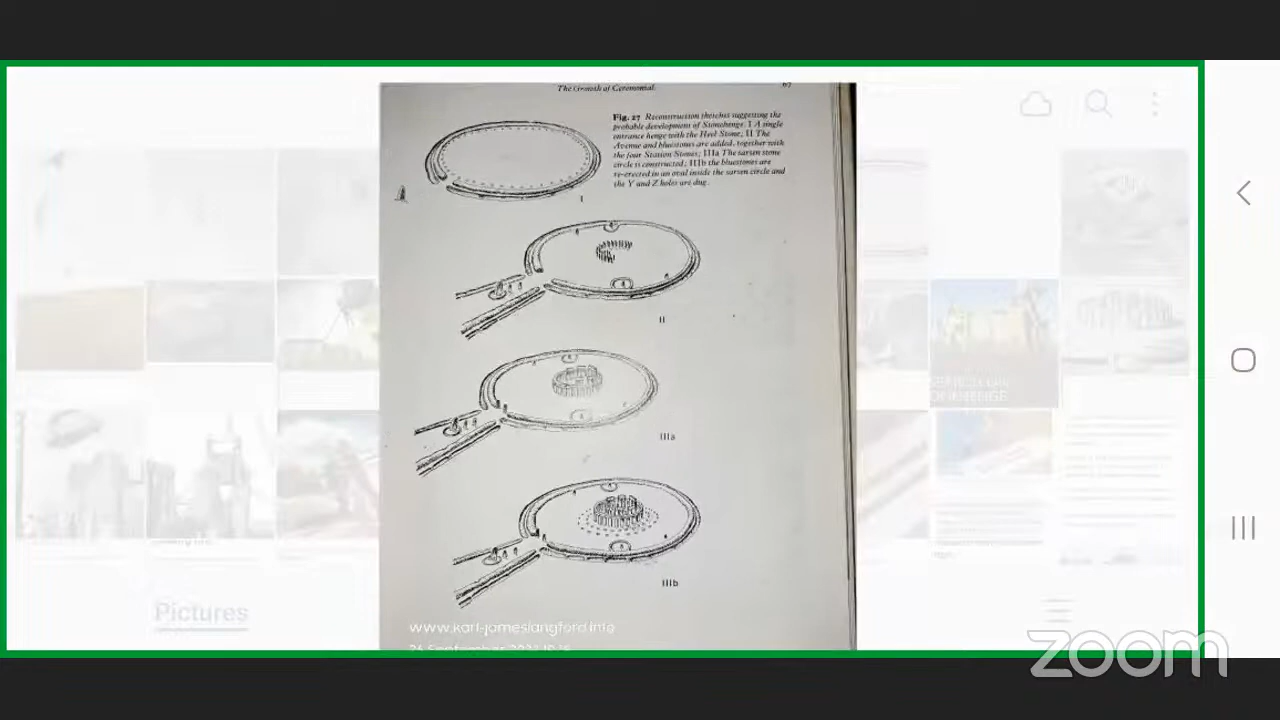 The Growth of Ceremonial
67
Fig. 27 Reconstruction sketches suggesting the
probable development of Stonehenge. I A single
entrance henge with the Heel Stone; II The
Avenue and bluestones are added, together with
the four Station Stones; IIIa The sarsen stone
circle is constructed; IIIb the bluestones are
re-erected in an oval inside the sarsen circle and
the Y and Z holes are dug.
I
II
IIIa
IIIb
www.karl-jameslangford.info
Pictures
zoom